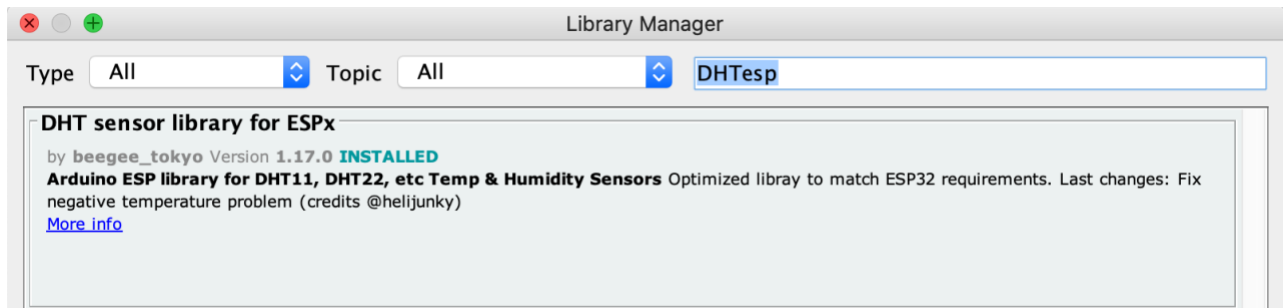 Library Manager
Type All Topic All DHTesp
DHT sensor library for ESPx
by beegee_tokyo Version 1.17.0 INSTALLED
Arduino ESP library for DHT11, DHT22, etc Temp & Humidity Sensors Optimized libray to match ESP32 requirements. Last changes: Fix
negative temperature problem (credits @helijunky)
More info